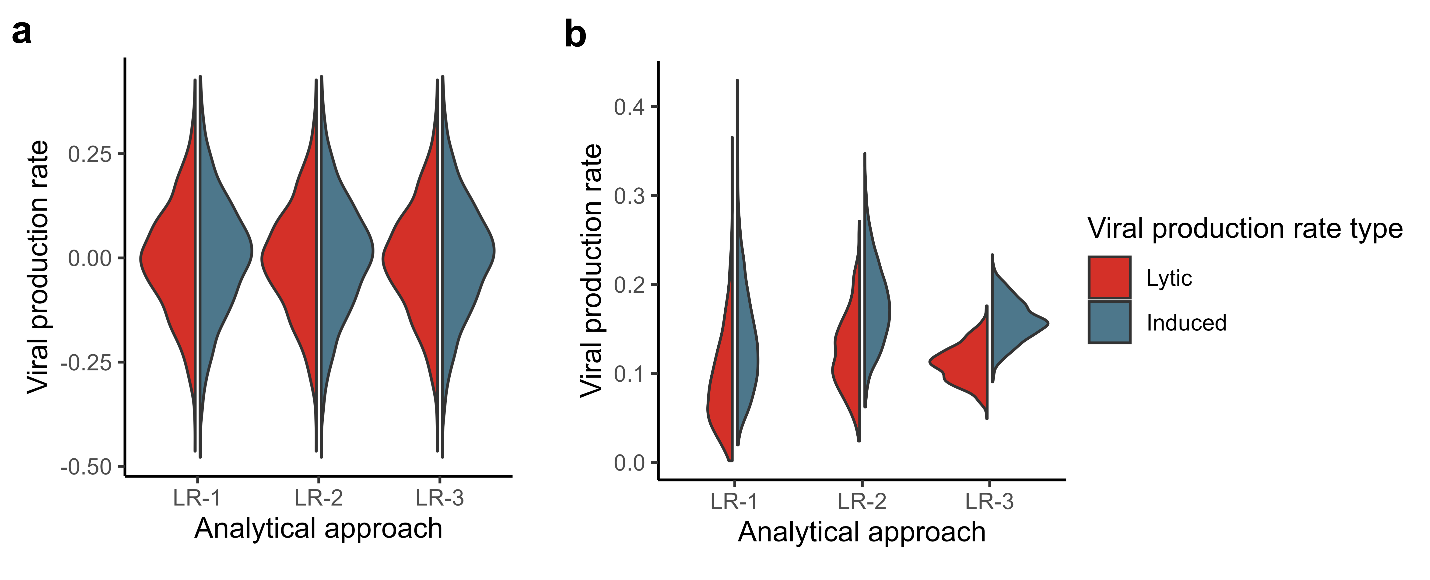 a
Viral production rate
0.25
0.00
-0.25
-0.50
LR-1 LR-2 LR-3
Analytical approach
b
Viral production rate
0.4
0.3
0.2
0.1
0.0
LR-1 LR-2 LR-3
Analytical approach
Viral production rate type
Lytic
Induced